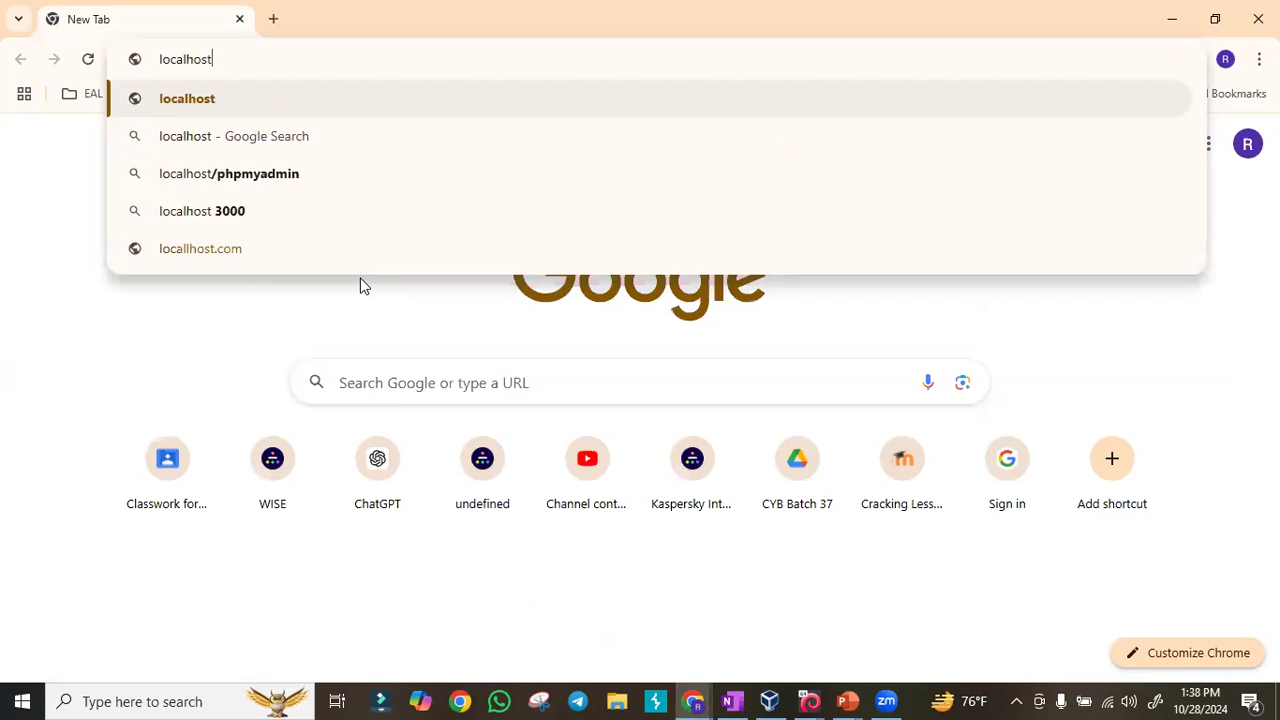 New Tab
localhost
EAL
l Bookmarks
localhost
localhost - Google Search
R
localhost/phpmyadmin
localhost 3000
locallhost.com
Google
Search Google or type a URL
Classwork for...
WISE
ChatGPT
undefined
Channel cont...
Kaspersky Int...
CYB Batch 37
Cracking Less...
Sign in
Add shortcut
Customize Chrome
Type here to search
76°F
1:38 PM
10/28/2024